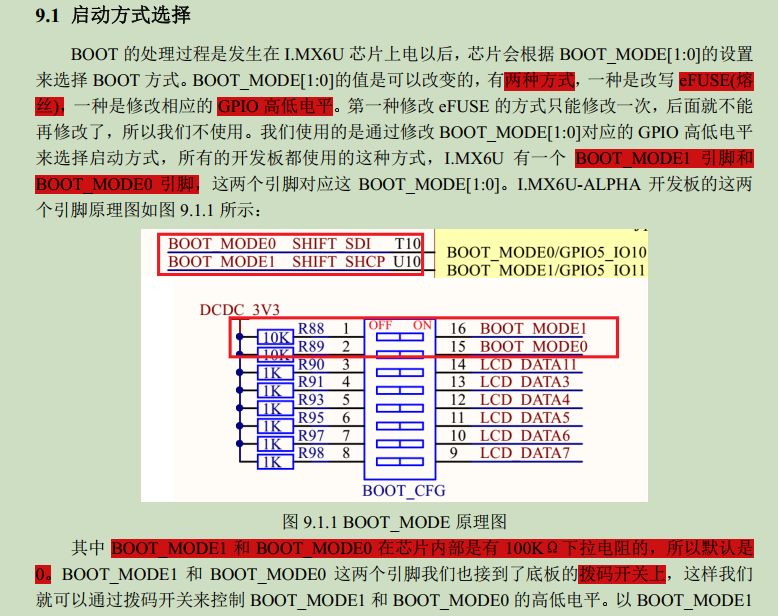 9.1 启动方式选择
BOOT 的处理过程是发生在 I.MX6U 芯片上电以后，芯片会根据 BOOT_MODE[1:0]的设置
来选择 BOOT 方式。BOOT_MODE[1:0]的值是可以改变的，有两种方式，一种是改写 eFUSE(熔
丝)，一种是修改相应的 GPIO 高低电平。第一种修改 eFUSE 的方式只能修改一次，后面就不能
再修改了，所以我们不使用。我们使用的是通过修改 BOOT_MODE[1:0]对应的 GPIO 高低电平
来选择启动方式，所有的开发板都使用的这种方式，I.MX6U 有一个 BOOT_MODE1 引脚和
BOOT_MODE0 引脚，这两个引脚对应这 BOOT_MODE[1:0]。I.MX6U-ALPHA 开发板的这两
个引脚原理图如图 9.1.1 所示：
BOOT_MODE0 SHIFT_SDI T10 BOOT_MODE0/GPIO5_IO10
BOOT_MODE1 SHIFT_SHCP U10 BOOT_MODE1/GPIO5_IO11
DCDC_3V3
OFF ON
10K R88 1 16 BOOT_MODE1
10K R89 2 15 BOOT_MODE0
1K R90 3 14 LCD_DATA11
1K R91 4 13 LCD_DATA3
1K R93 5 12 LCD_DATA4
1K R95 6 11 LCD_DATA5
1K R97 7 10 LCD_DATA6
1K R98 8 9 LCD_DATA7
BOOT_CFG
图 9.1.1 BOOT_MODE 原理图
其中 BOOT_MODE1 和 BOOT_MODE0 在芯片内部是有 100KΩ下拉电阻的，所以默认是
0。BOOT_MODE1 和 BOOT_MODE0 这两个引脚我们也接到了底板的拨码开关上，这样我们
就可以通过拨码开关来控制 BOOT_MODE1 和 BOOT_MODE0 的高低电平。以 BOOT_MODE1